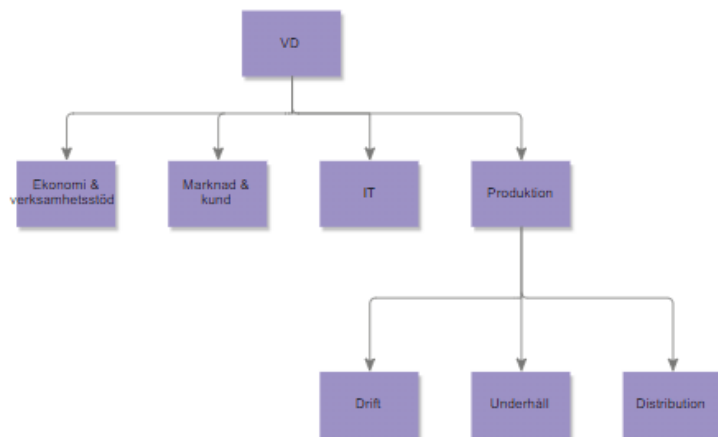 VD
Ekonomi &
verksamhetsstöd
Marknad &
kund
IT
Produktion
Drift
Underhåll
Distribution